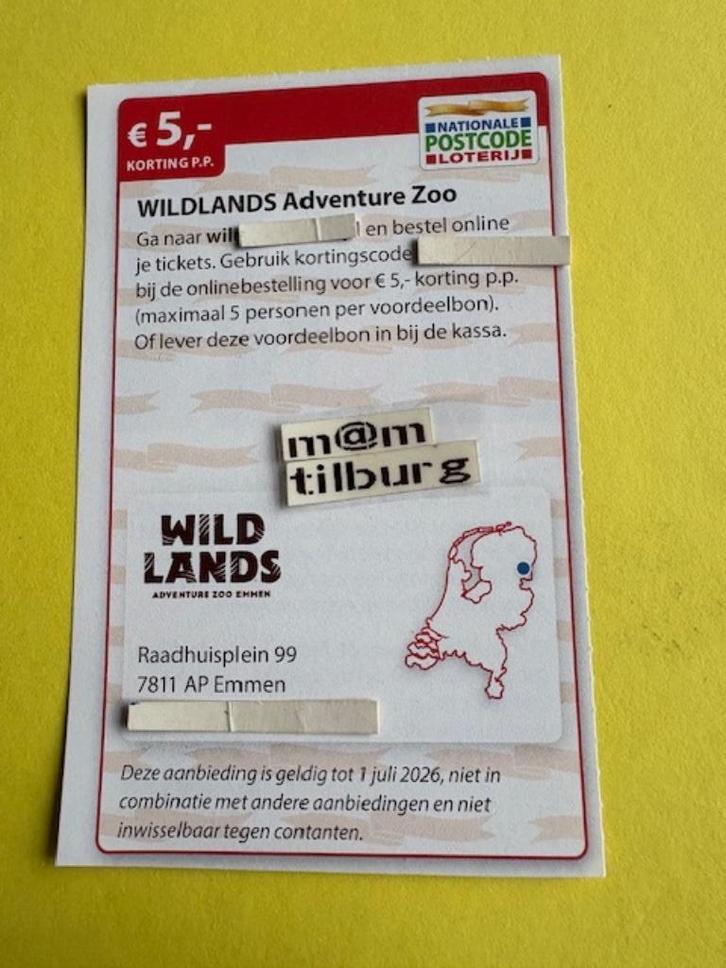 € 5,-
KORTING P.P.
NATIONALE
POSTCODE
LOTERIJ
WILDLANDS Adventure Zoo
Ga naar wil en bestel online
je tickets. Gebruik kortingscode
bij de onlinebestelling voor € 5,- korting p.p.
(maximaal 5 personen per voordeelbon).
Of lever deze voordeelbon in bij de kassa.
m@m
tilburg
WILD
LANDS
ADVENTURE ZOO EMMEN
Raadhuisplein 99
7811 AP Emmen
Deze aanbieding is geldig tot 1 juli 2026, niet in
combinatie met andere aanbiedingen en niet
inwisselbaar tegen contanten.